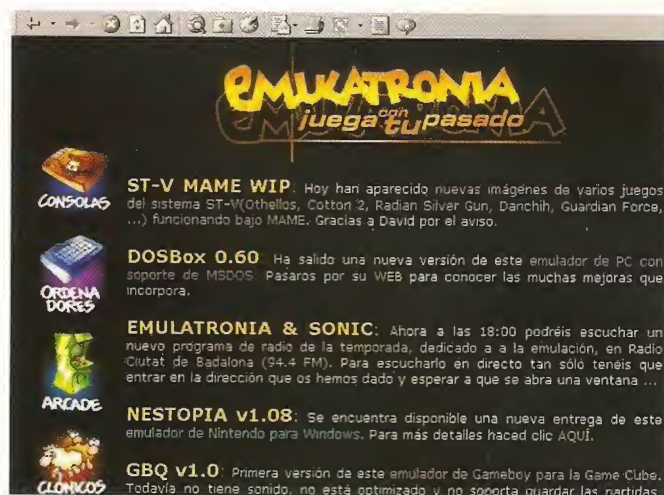 EMULATRONIA
juega con tu pasado
CONSOLAS
ST-V MAME WIP: Hoy han aparecido nuevas imágenes de varios juegos
del sistema ST-V(Othellos, Cotton 2, Radian Silver Gun, Danchih, Guardian Force,
...) funcionando bajo MAME. Gracias a David por el aviso.
ORDENA
DORES
DOSBox 0.60: Ha salido una nueva versión de este emulador de PC con
soporte de MSDOS. Pasaros por su WEB para conocer las muchas mejoras que
incorpora.
ARCADE
EMULATRONIA & SONIC: Ahora a las 18:00 podréis escuchar un
nuevo programa de radio de la temporada, dedicado a a la emulación, en Radio
Ciutat de Badalona (94.4 FM). Para escucharlo en directo tan sólo tenéis que
entrar en la dirección que os hemos dado y esperar a que se abra una ventana ...
NESTOPIA v1.08: Se encuentra disponible una nueva entrega de este
emulador de Nintendo para Windows. Para más detalles haced clic AQUÍ.
CLÓNICOS
GBQ v1.0: Primera versión de este emulador de Gameboy para la Game Cube.
Todavía no tiene sonido, no está optimizado y no soporta guardar las partidas.